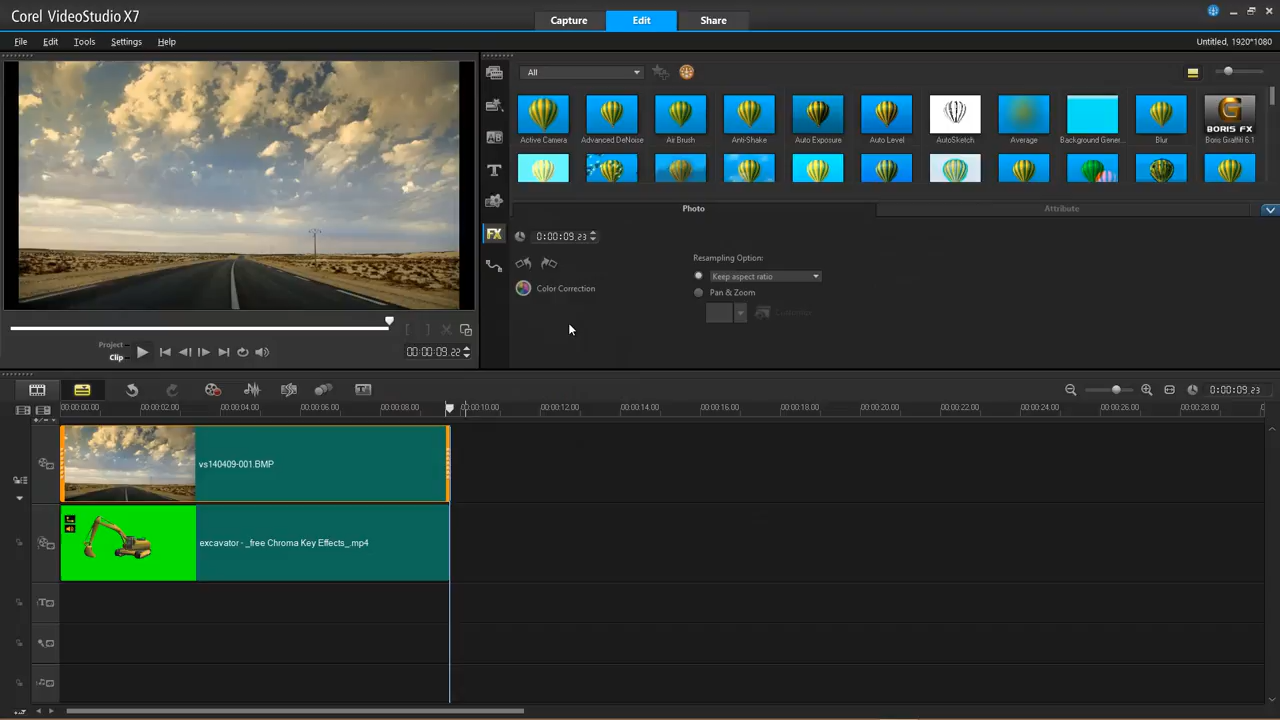 Corel VideoStudio X7
Capture
Edit
Share
File
Edit
Tools
Settings
Help
Untitled, 1920*1080
All
Active Camera
Advanced DeNoise
Air Brush
Anti-Shake
Auto Exposure
Auto Level
AutoSketch
Average
Background Gener...
Blur
BORIS FX
Boris Graffiti 6.1
Photo
Attribute
0:00:09.23
Color Correction
Resampling Option:
Keep aspect ratio
Pan & Zoom
Project
Clip
00:00:09.22
FX
0:00:09.23
00:00:00.00
00:00:02.00
00:00:04.00
00:00:06.00
00:00:08.00
00:00:10.00
00:00:12.00
00:00:14.00
00:00:16.00
00:00:18.00
00:00:20.00
00:00:22.00
00:00:24.00
00:00:26.00
00:00:28.00
vs140409-001.BMP
excavator - _free Chroma Key Effects_.mp4